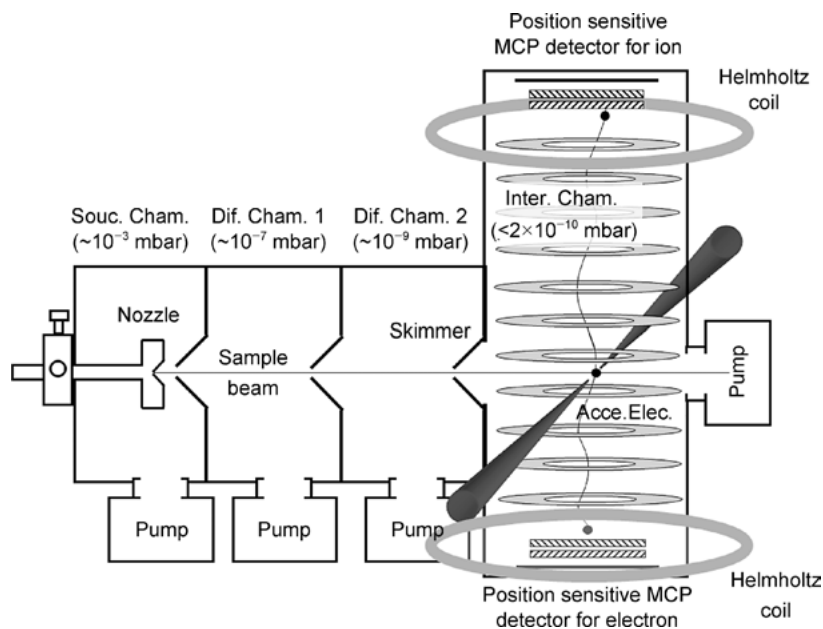 Position sensitive
MCP detector for ion
Helmholtz
coil
Souc. Cham.
(~10⁻³ mbar)
Dif. Cham. 1
(~10⁻⁷ mbar)
Dif. Cham. 2
(~10⁻⁹ mbar)
Inter. Cham.
(<2×10⁻¹⁰ mbar)
Nozzle
Skimmer
Sample
beam
Pump
Acce.Elec.
Pump
Pump
Pump
Position sensitive MCP
detector for electron
Helmholtz
coil